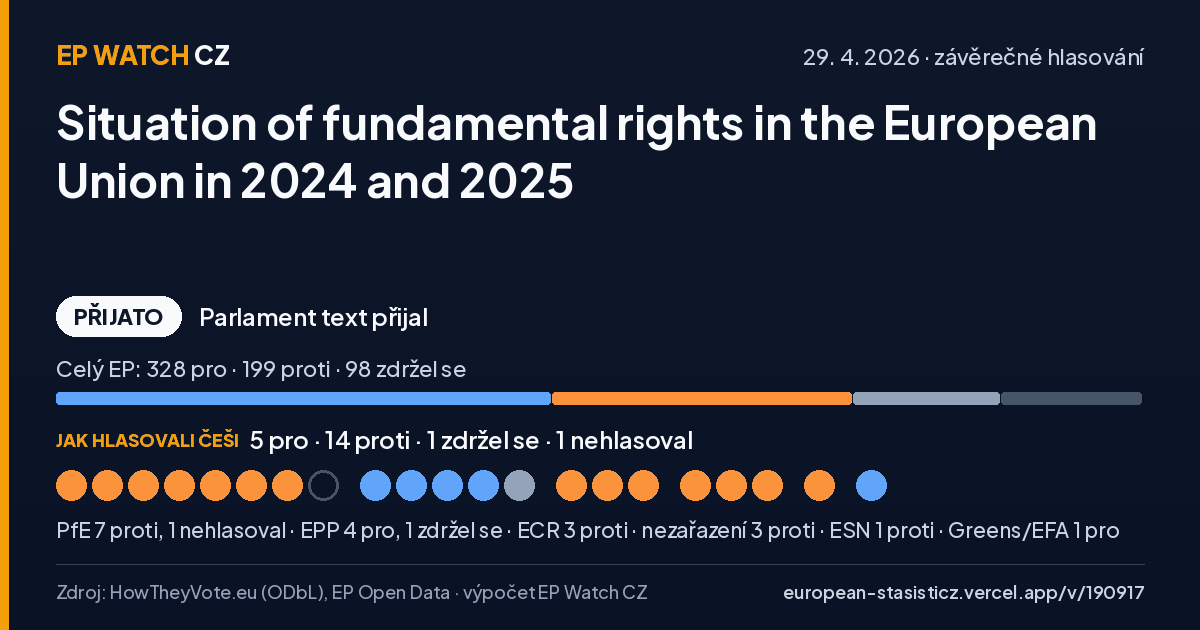 EP WATCH CZ
29. 4. 2026 · závěrečné hlasování
Situation of fundamental rights in the European
Union in 2024 and 2025
PŘIJATO Parlament text přijal
Celý EP: 328 pro · 199 proti · 98 zdržel se
JAK HLASOVALI ČEŠI 5 pro · 14 proti · 1 zdržel se · 1 nehlasoval
PfE 7 proti, 1 nehlasoval · EPP 4 pro, 1 zdržel se · ECR 3 proti · nezařazení 3 proti · ESN 1 proti · Greens/EFA 1 pro
Zdroj: HowTheyVote.eu (ODbL), EP Open Data · výpočet EP Watch CZ
european-stasisticz.vercel.app/v/190917